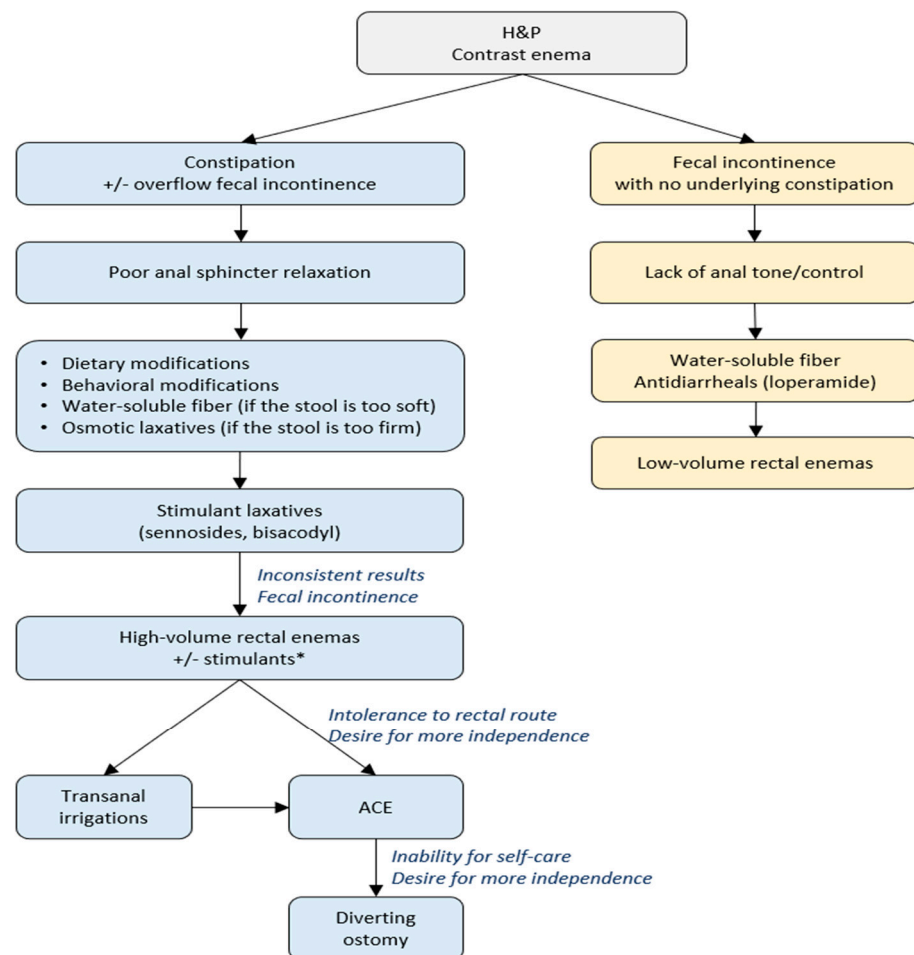 H&P
Contrast enema
Constipation
+/- overflow fecal incontinence
Fecal incontinence
with no underlying constipation
Poor anal sphincter relaxation
Lack of anal tone/control
• Dietary modifications
• Behavioral modifications
• Water-soluble fiber (if the stool is too soft)
• Osmotic laxatives (if the stool is too firm)
Water-soluble fiber
Antidiarrheals (loperamide)
Low-volume rectal enemas
Stimulant laxatives
(sennosides, bisacodyl)
Inconsistent results
Fecal incontinence
High-volume rectal enemas
+/- stimulants*
Intolerance to rectal route
Desire for more independence
Transanal
irrigations
ACE
Inability for self-care
Desire for more independence
Diverting
ostomy